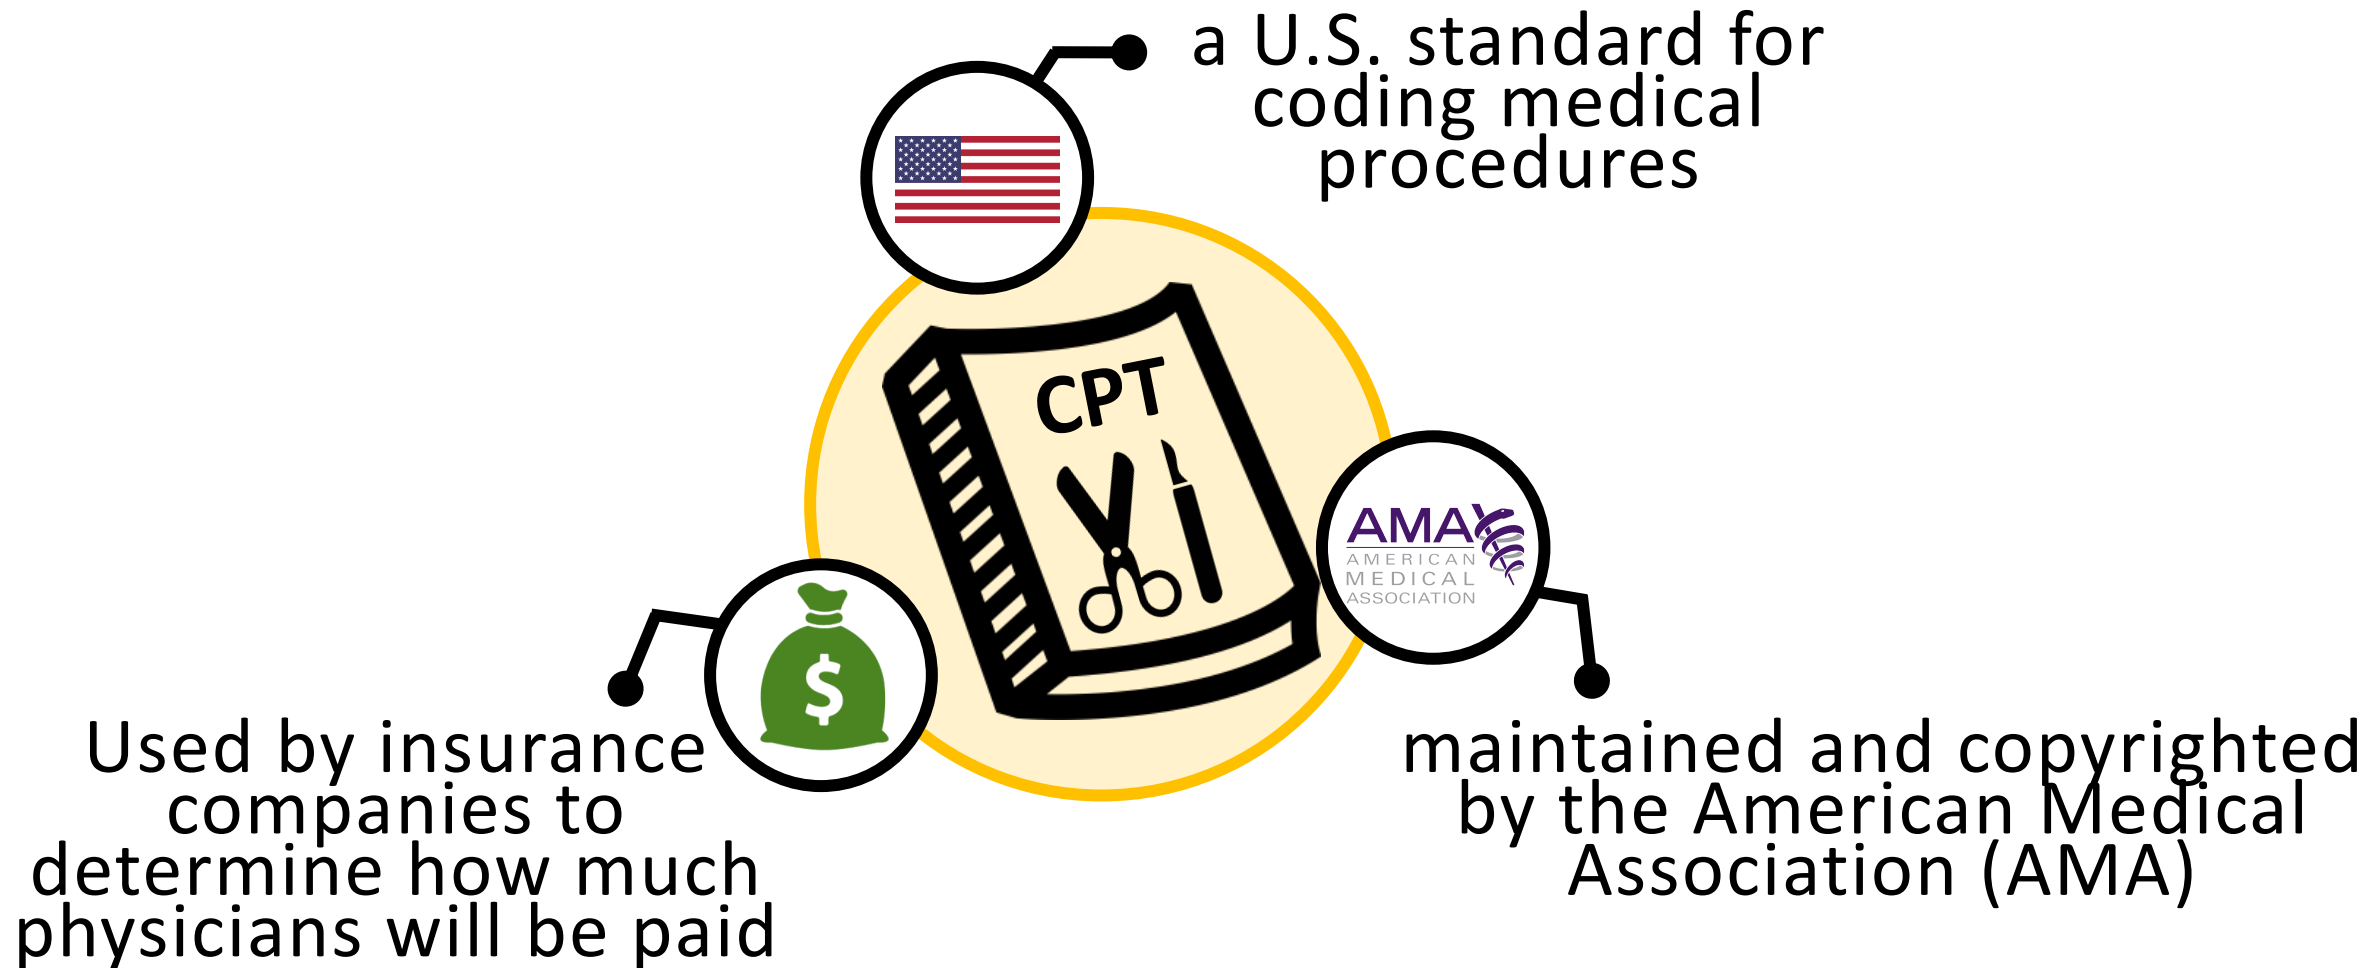 a U.S. standard for
coding medical
procedures
CPT
AMA
AMERICAN
MEDICAL
ASSOCIATION
$
Used by insurance
companies to
determine how much
physicians will be paid
maintained and copyrighted
by the American Medical
Association (AMA)